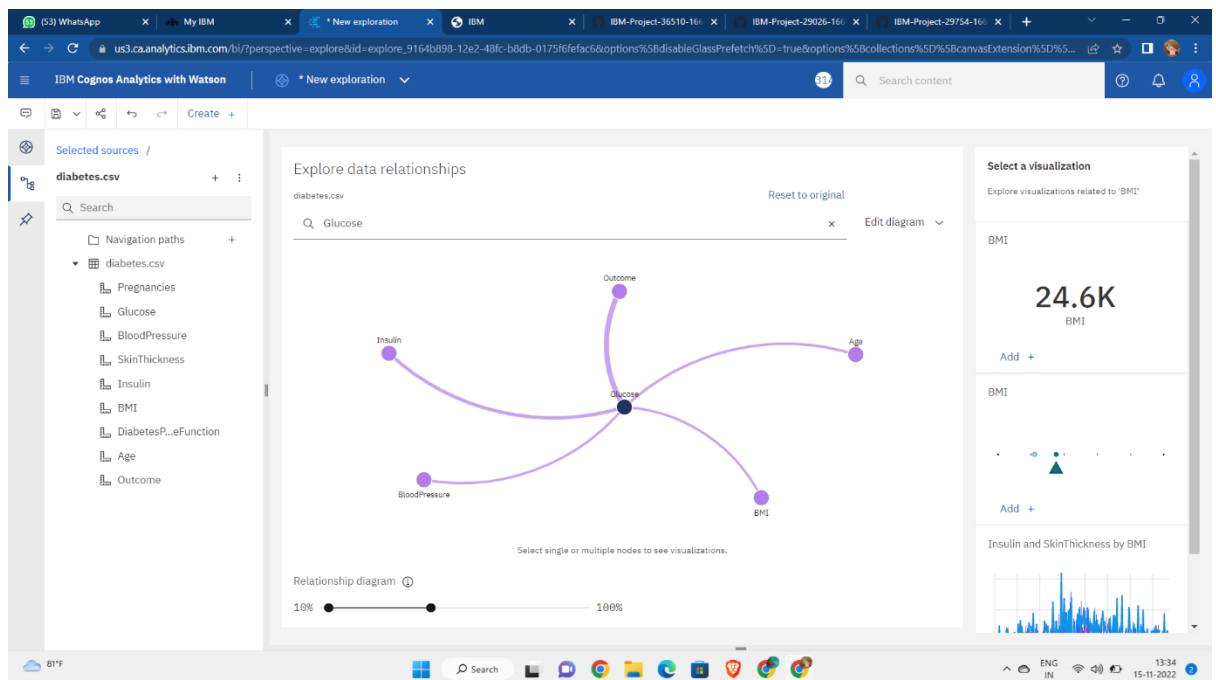 (53) WhatsApp
My IBM
* New exploration
IBM
IBM-Project-36510-166
IBM-Project-29026-166
IBM-Project-29754-166
us3.ca.analytics.ibm.com/bi/?perspective=explore&id=explore_9164b898-12e2-48fc-b8db-0175f6fefac6&options%5BdisableGlassPrefetch%5D=true&options%5Bcollections%5D%5BcanvasExtension%5D%5...
IBM Cognos Analytics with Watson
* New exploration
Search content
Create +
Selected sources /
diabetes.csv
Search
Navigation paths
diabetes.csv
Pregnancies
Glucose
BloodPressure
SkinThickness
Insulin
BMI
DiabetesP...eFunction
Age
Outcome
Explore data relationships
diabetes.csv
Reset to original
Glucose
Edit diagram
Outcome
Insulin
Age
Glucose
BloodPressure
BMI
Select single or multiple nodes to see visualizations.
Relationship diagram
10% 100%
Select a visualization
Explore visualizations related to 'BMI'
BMI
24.6K
BMI
Add +
BMI
Add +
Insulin and SkinThickness by BMI
81°F
Search
ENG
IN
13:34
15-11-2022
2